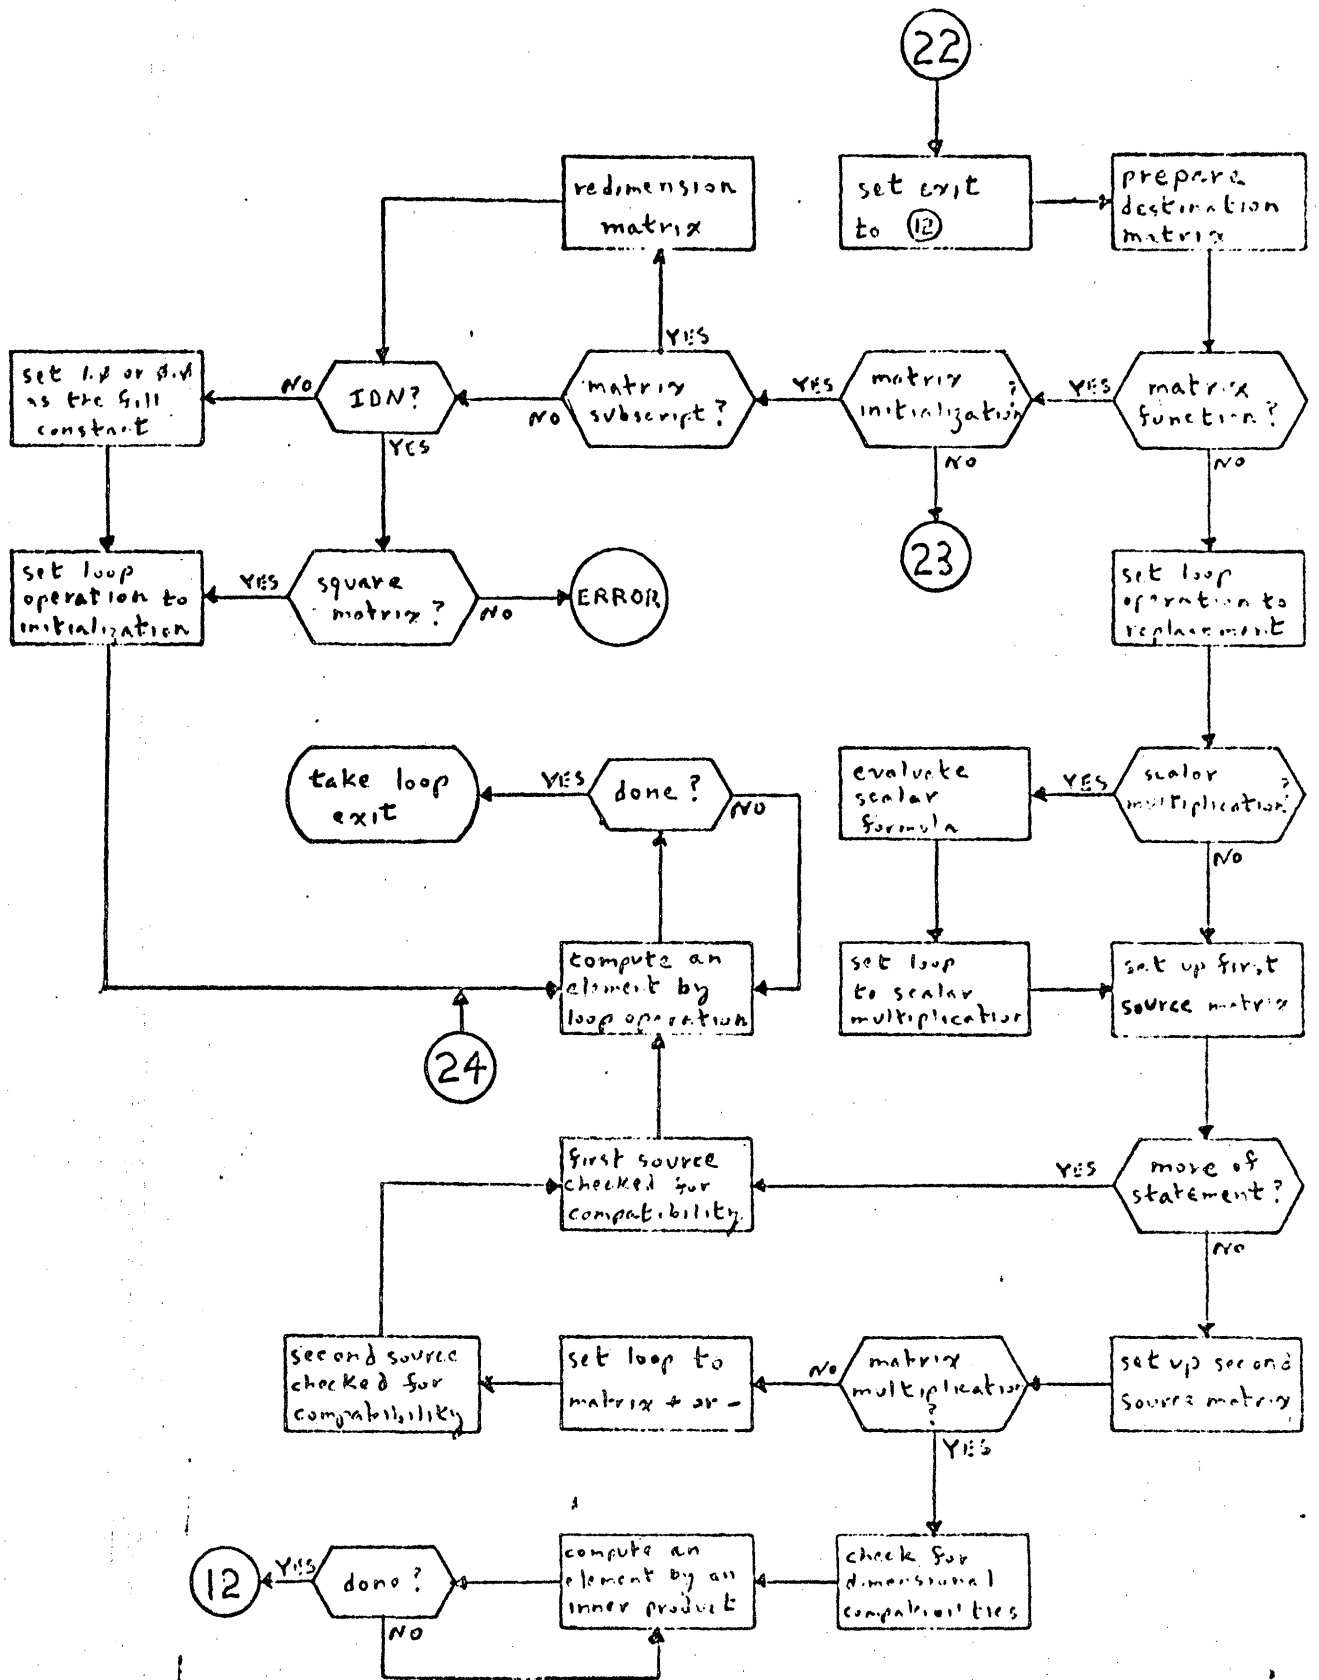 22
set exit
to 12
prepare
destination
matrix
redimension
matrix
YES
set 1.0 or 0.0
as the fill
constant
NO
IDN?
YES
matrix
subscript?
NO
YES
matrix
initialization?
NO
YES
matrix
function?
NO
set loop
operation to
initialization
YES
square
matrix?
NO
ERROR
23
set loop
operation to
replacement
take loop
exit
YES
done?
NO
evaluate
scalar
formula
YES
scalar
multiplication?
NO
compute an
element by
loop operation
set loop
to scalar
multiplication
set up first
source matrix
24
first source
checked for
compatibility
YES
more of
statement?
NO
second source
checked for
compatibility
set loop to
matrix + or -
NO
matrix
multiplication
?
YES
set up second
source matrix
12
YES
done?
NO
compute an
element by an
inner product
check for
dimensional
compatibilities